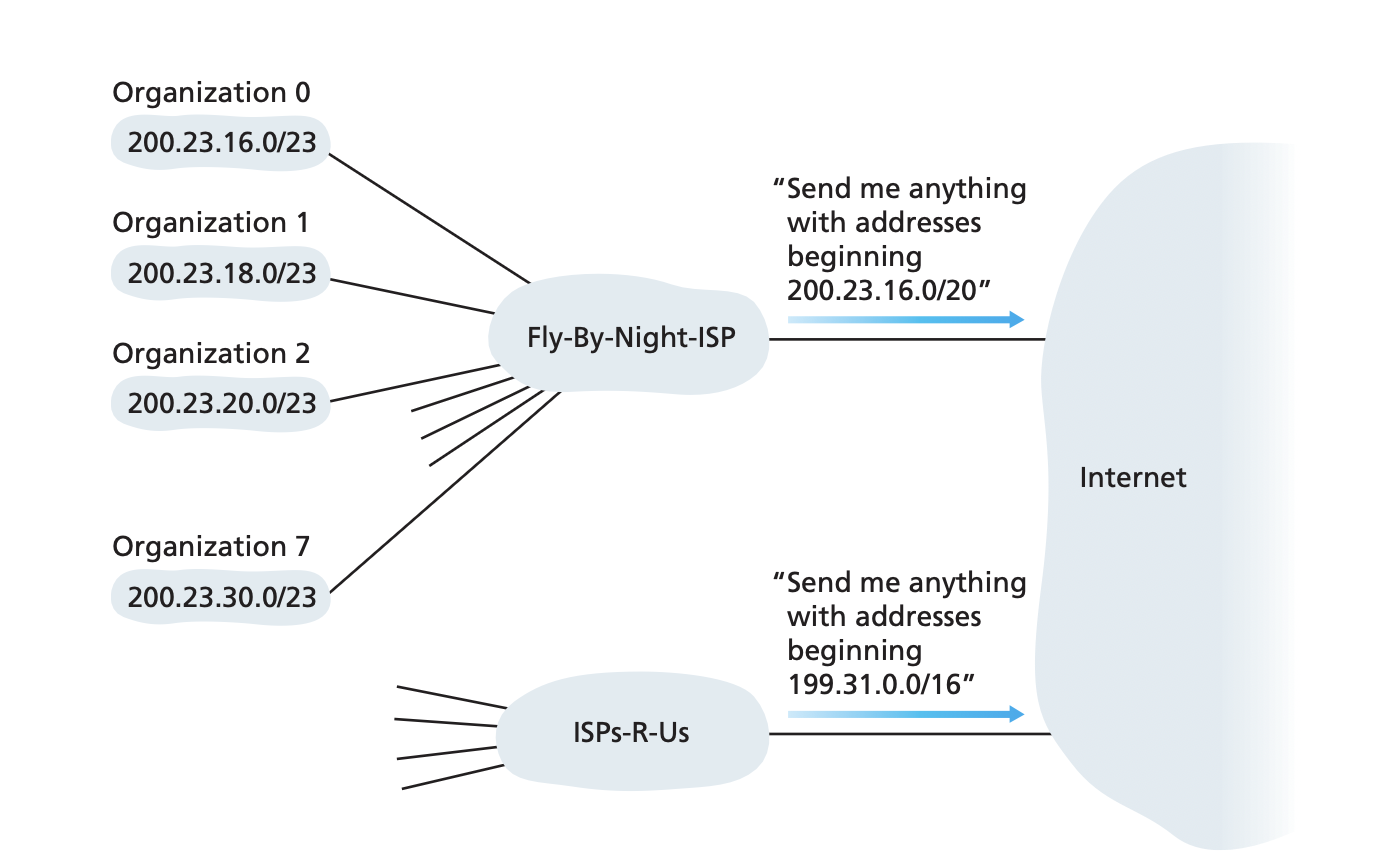 Organization 0
200.23.16.0/23
Organization 1
200.23.18.0/23
Organization 2
200.23.20.0/23
Organization 7
200.23.30.0/23
Fly-By-Night-ISP
“Send me anything
with addresses
beginning
200.23.16.0/20”
ISPs-R-Us
“Send me anything
with addresses
beginning
199.31.0.0/16”
Internet